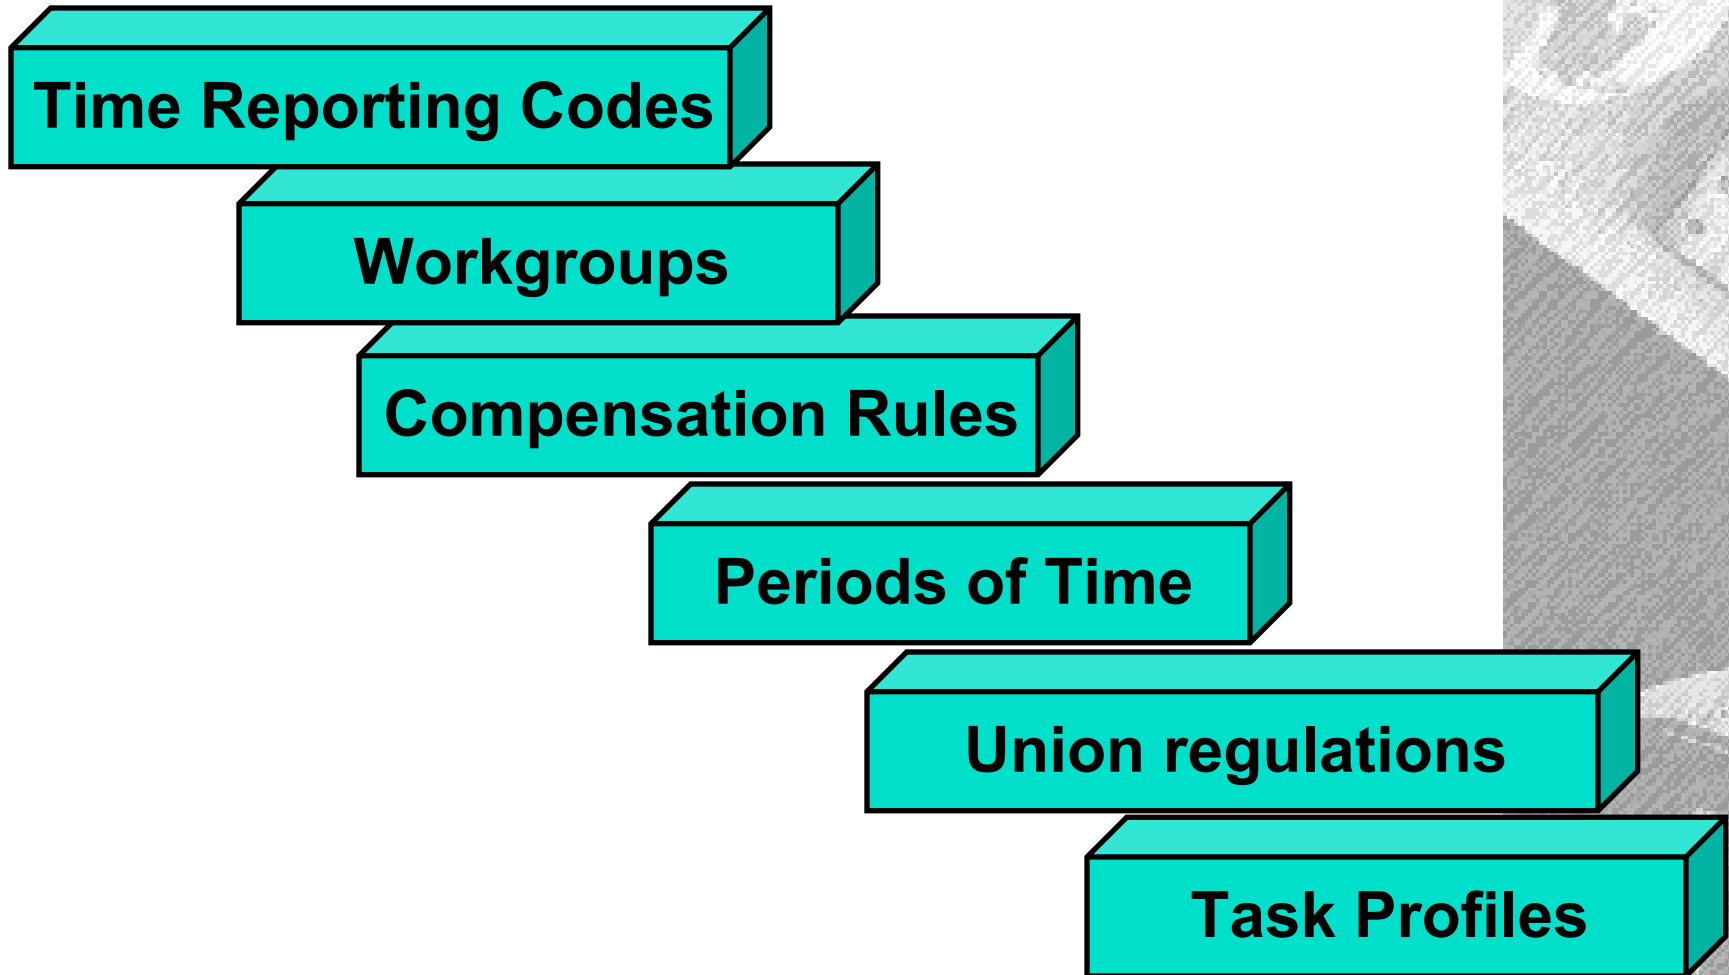 Time Reporting Codes
Workgroups
Compensation Rules
Periods of Time
Union regulations
Task Profiles